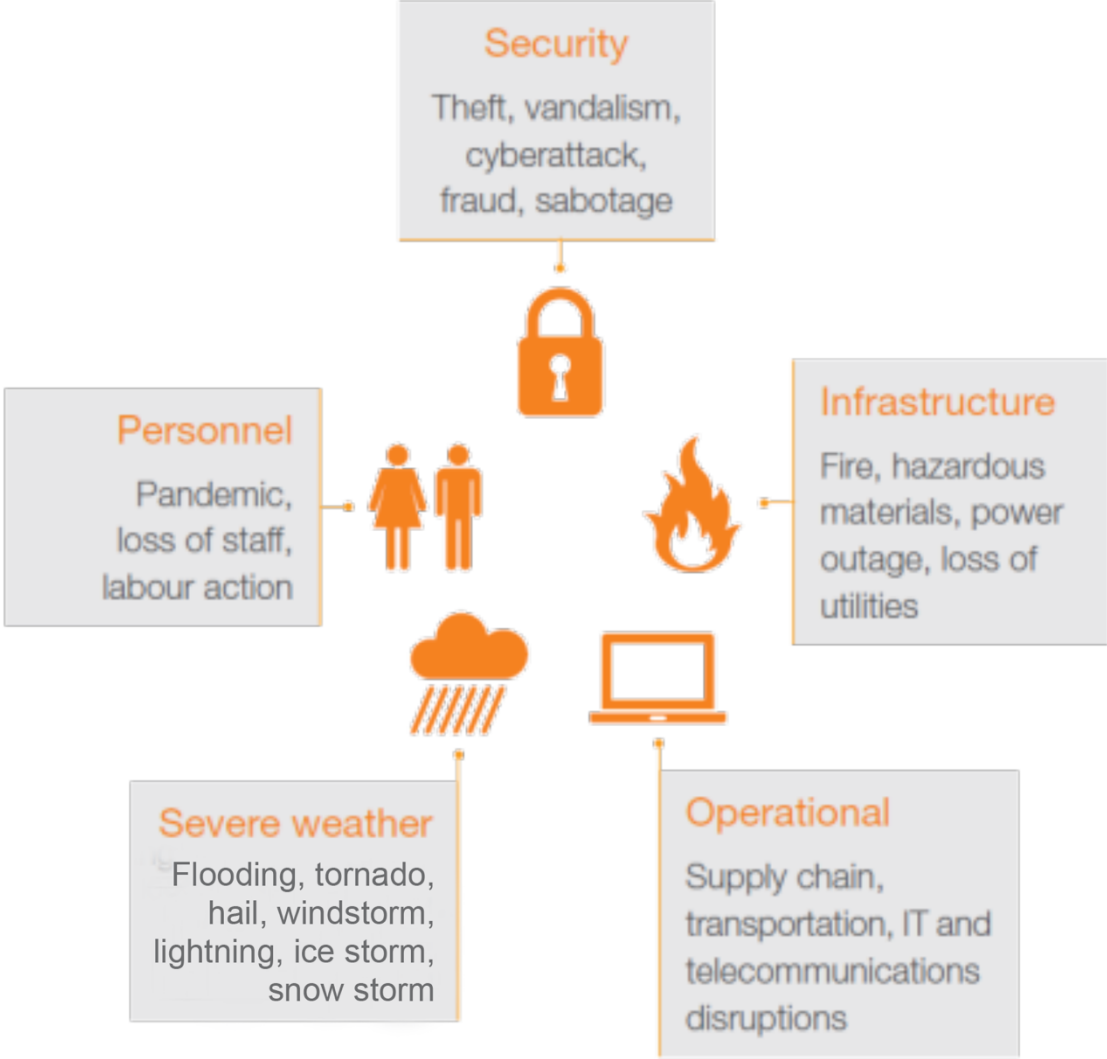 Security
Theft, vandalism,
cyberattack,
fraud, sabotage
Personnel
Pandemic,
loss of staff,
labour action
Infrastructure
Fire, hazardous
materials, power
outage, loss of
utilities
Severe weather
Flooding, tornado,
hail, windstorm,
lightning, ice storm,
snow storm
Operational
Supply chain,
transportation, IT and
telecommunications
disruptions